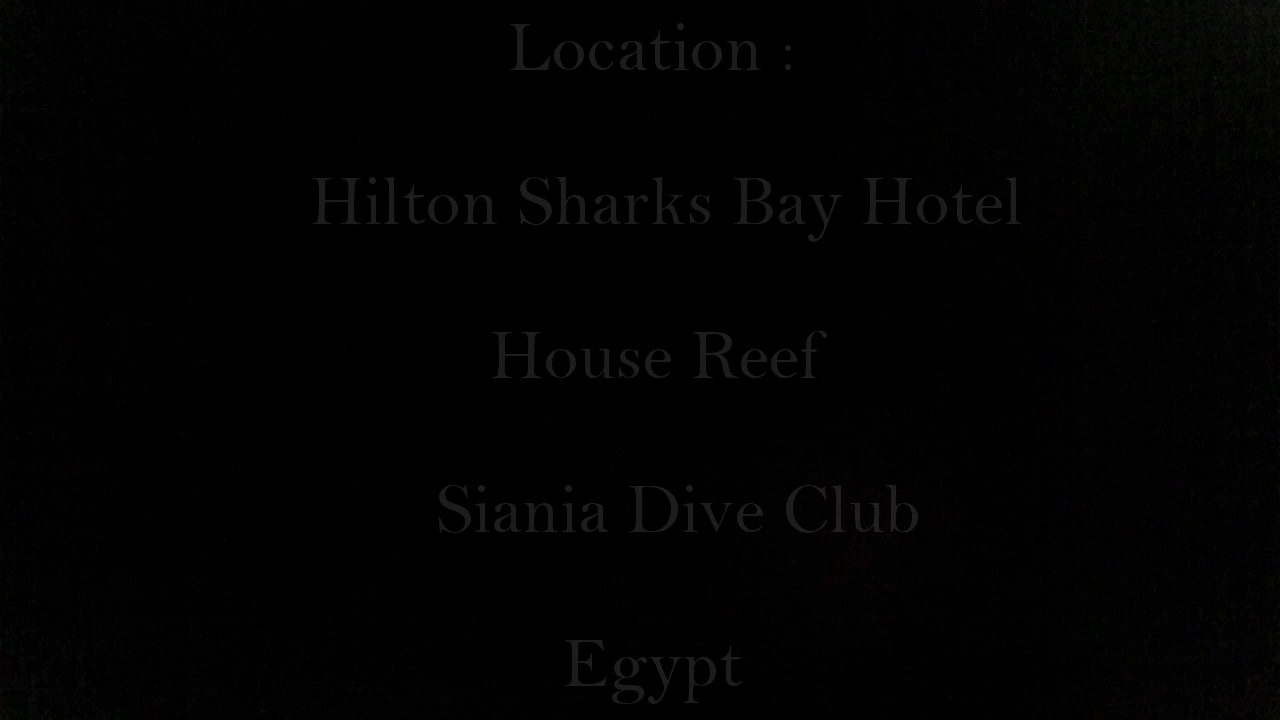 Location :
Hilton Sharks Bay Hotel
House Reef
Siania Dive Club
Egypt